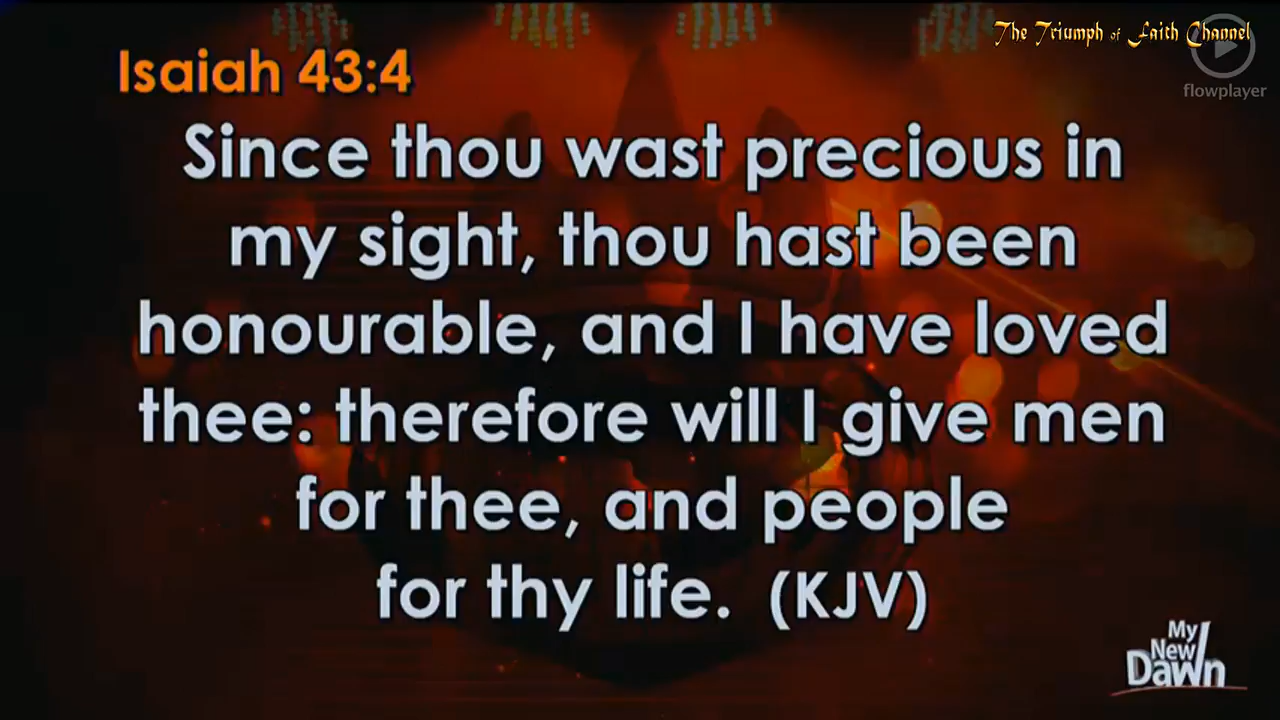 The Triumph of Faith Channel
flowplayer
Isaiah 43:4
Since thou wast precious in
my sight, thou hast been
honourable, and I have loved
thee: therefore will I give men
for thee, and people
for thy life. (KJV)
My
New
Dawn